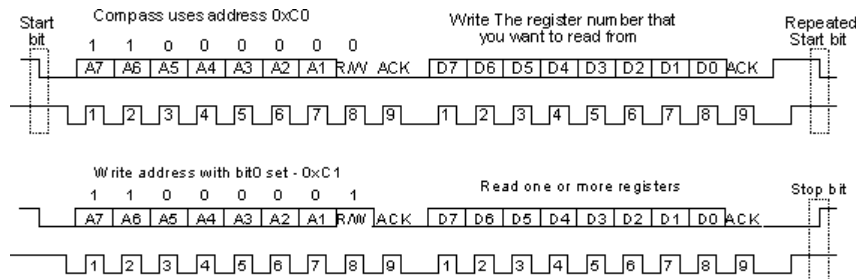 Start bit
Compass uses address 0xC0
Write The register number that you want to read from
Repeated Start bit
1 1 0 0 0 0 0 0
A7 A6 A5 A4 A3 A2 A1 R/W ACK D7 D6 D5 D4 D3 D2 D1 D0 ACK
1 2 3 4 5 6 7 8 9 1 2 3 4 5 6 7 8 9
Write address with bit0 set - 0xC1
1 1 0 0 0 0 0 1
Read one or more registers
Stop bit
A7 A6 A5 A4 A3 A2 A1 R/W ACK D7 D6 D5 D4 D3 D2 D1 D0 ACK
1 2 3 4 5 6 7 8 9 1 2 3 4 5 6 7 8 9